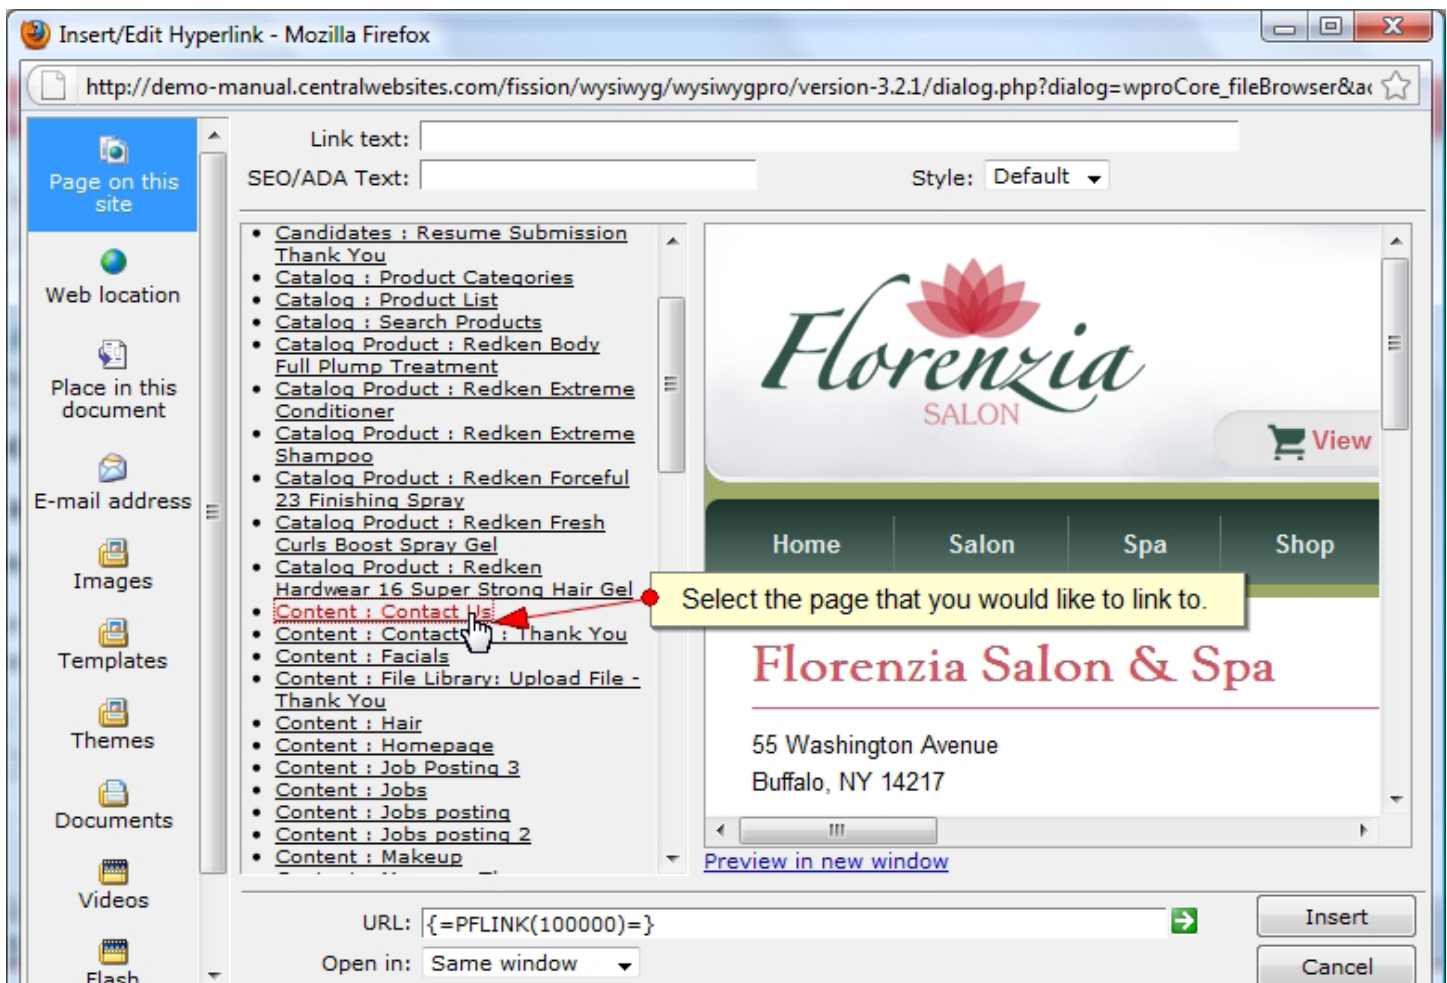 Insert/Edit Hyperlink - Mozilla Firefox
http://demo-manual.centralwebsites.com/fission/wysiwyg/wysiwygpro/version-3.2.1/dialog.php?dialog=wproCore_fileBrowser&ac
Page on this
site
Web location
Place in this
document
E-mail address
Images
Templates
Themes
Documents
Videos
Flash
Link text:
SEO/ADA Text:
Style: Default
Candidates : Resume Submission
Thank You
Catalog : Product Categories
Catalog : Product List
Catalog : Search Products
Catalog Product : Redken Body
Full Plump Treatment
Catalog Product : Redken Extreme
Conditioner
Catalog Product : Redken Extreme
Shampoo
Catalog Product : Redken Forceful
23 Finishing Spray
Catalog Product : Redken Fresh
Curls Boost Spray Gel
Catalog Product : Redken
Hardwear 16 Super Strong Hair Gel
Content : Contact Us
Content : Contact : Thank You
Content : Facials
Content : File Library: Upload File -
Thank You
Content : Hair
Content : Homepage
Content : Job Posting 3
Content : Jobs
Content : Jobs posting
Content : Jobs posting 2
Content : Makeup
Florenzia
SALON
View
Home Salon Spa Shop
Select the page that you would like to link to.
Florenzia Salon & Spa
55 Washington Avenue
Buffalo, NY 14217
Preview in new window
URL: {=PFLINK(100000)=}
Insert
Open in: Same window
Cancel